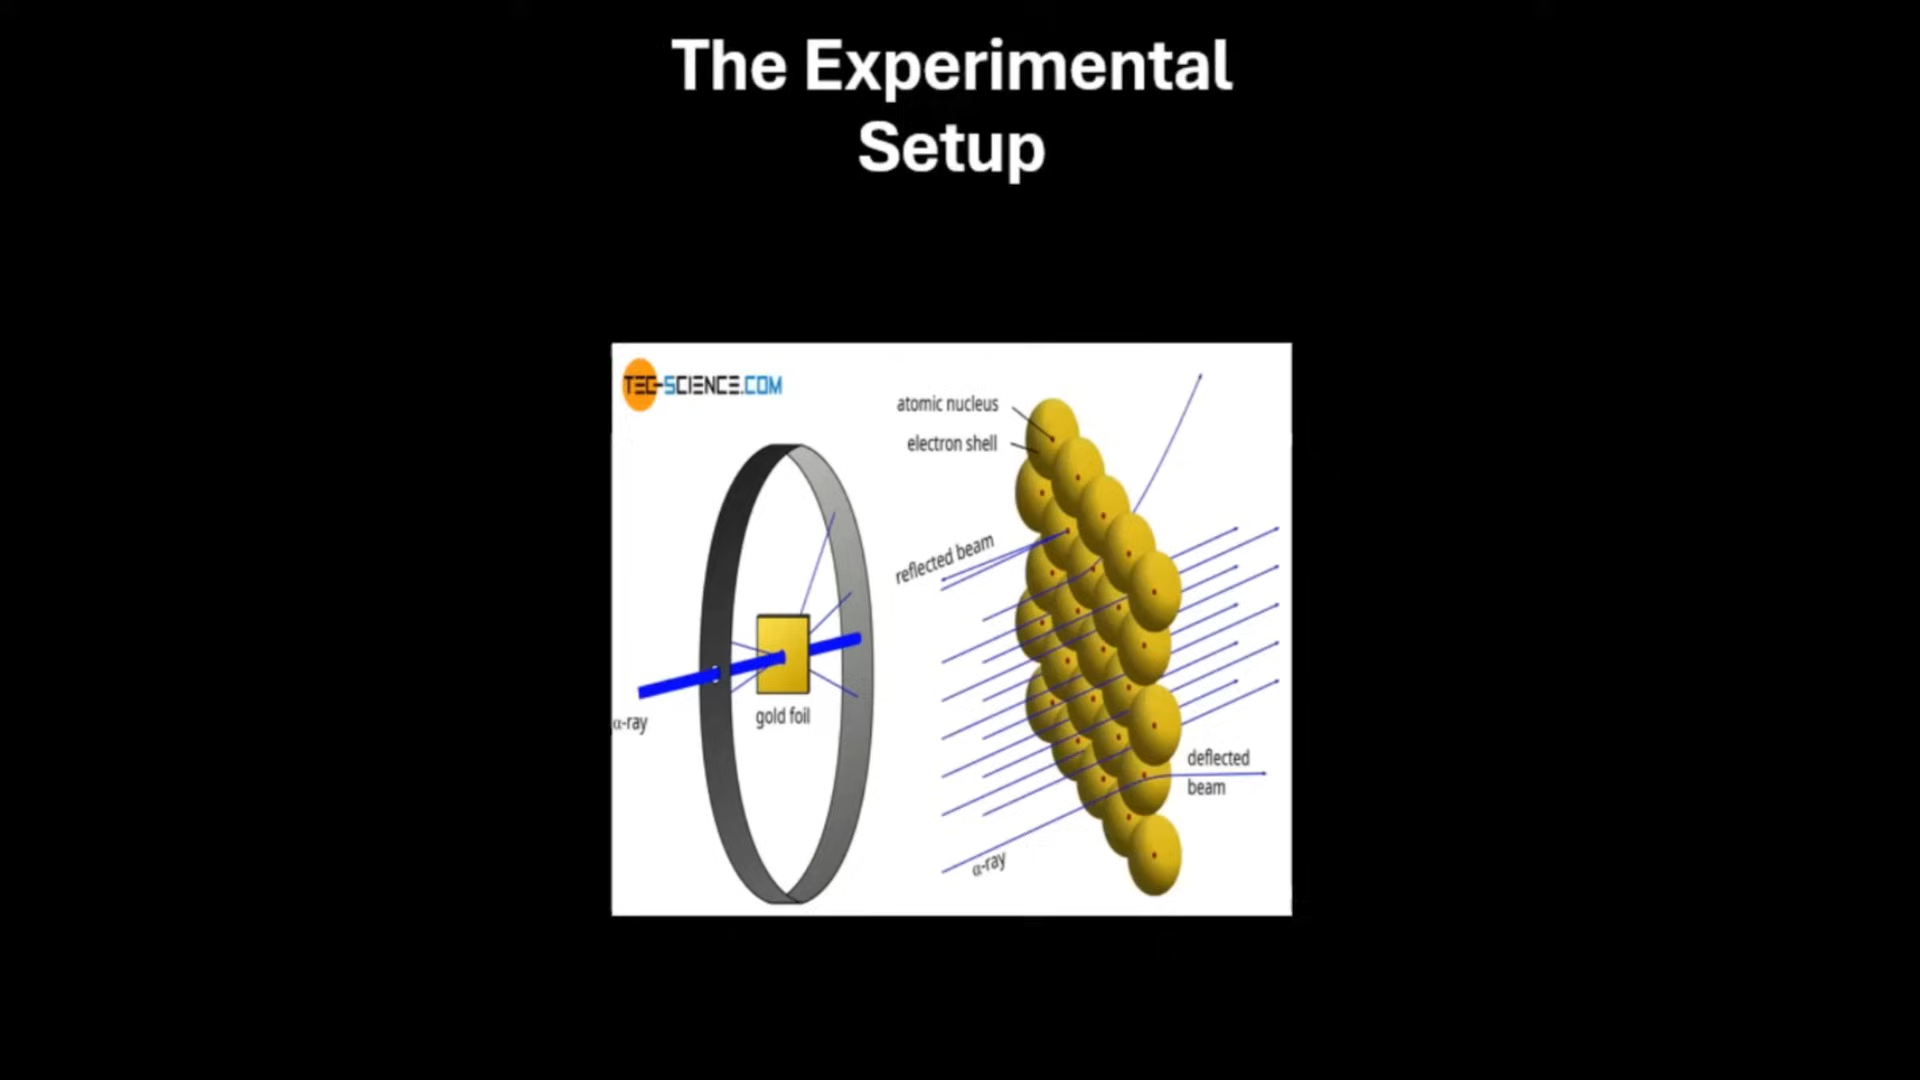 The Experimental
Setup
TEC-SCIENCE.COM
atomic nucleus
electron shell
reflected beam
α-ray
gold foil
deflected
beam
α-ray